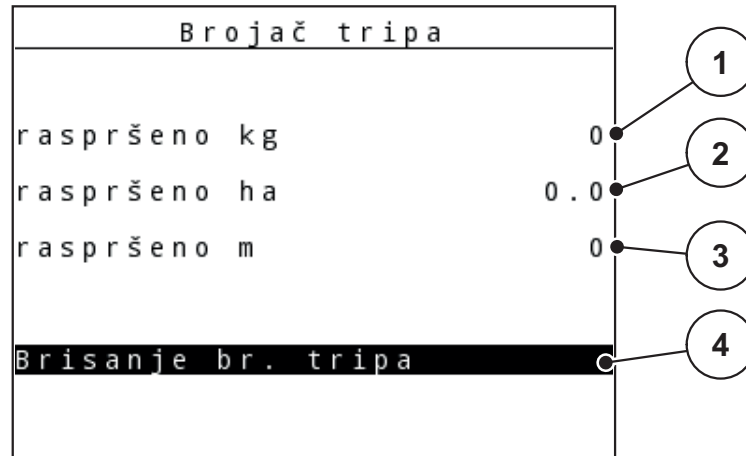 Brojač tripa
1
raspršeno kg 0
2
raspršeno ha 0.0
raspršeno m 0
3
Brisanje br. tripa
4